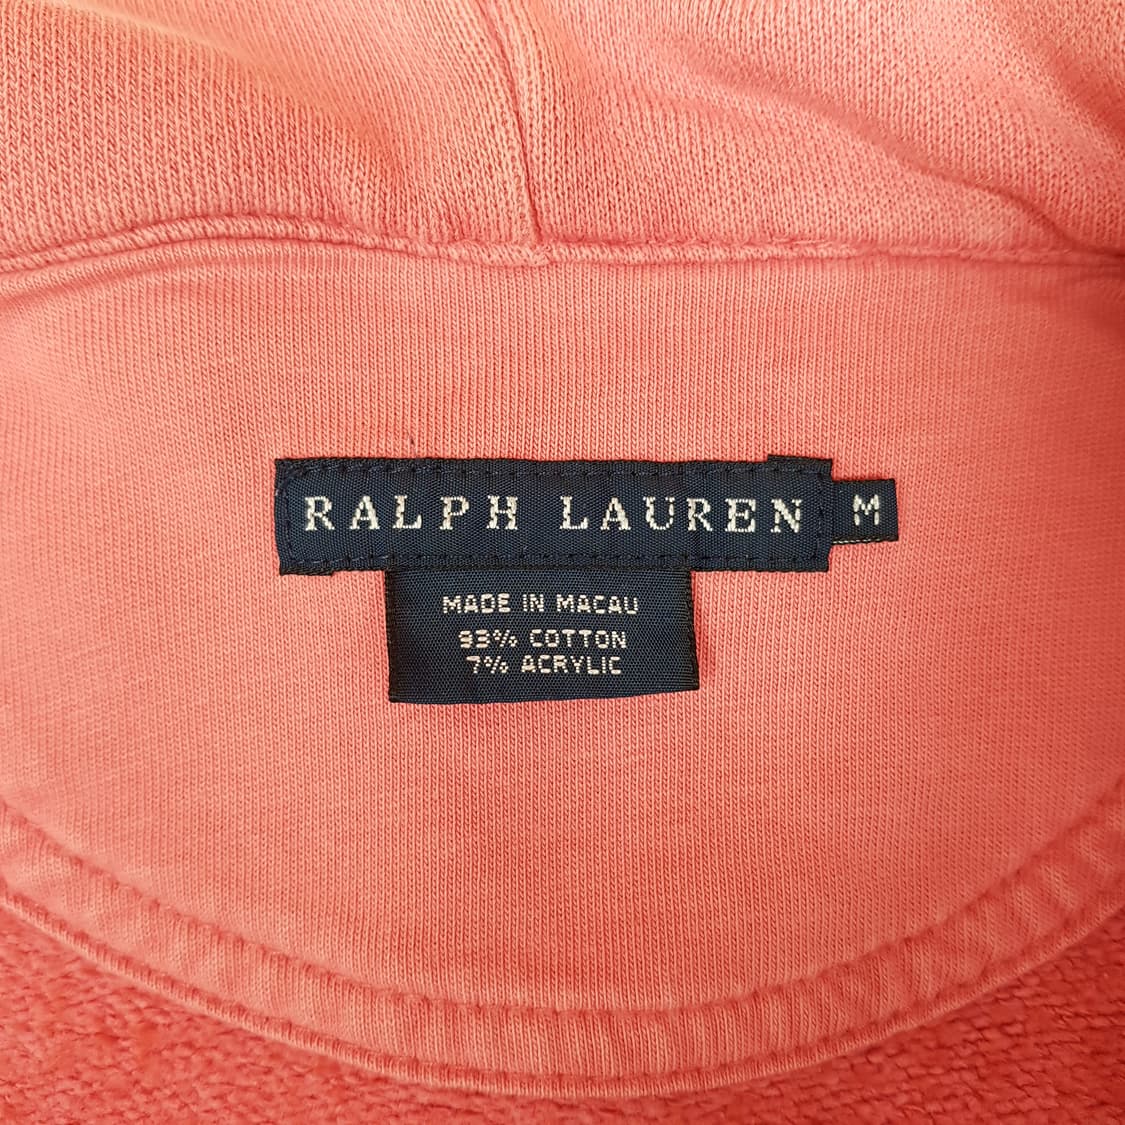 RALPH LAUREN M
MADE IN MACAU
93% COTTON
7% ACRYLIC